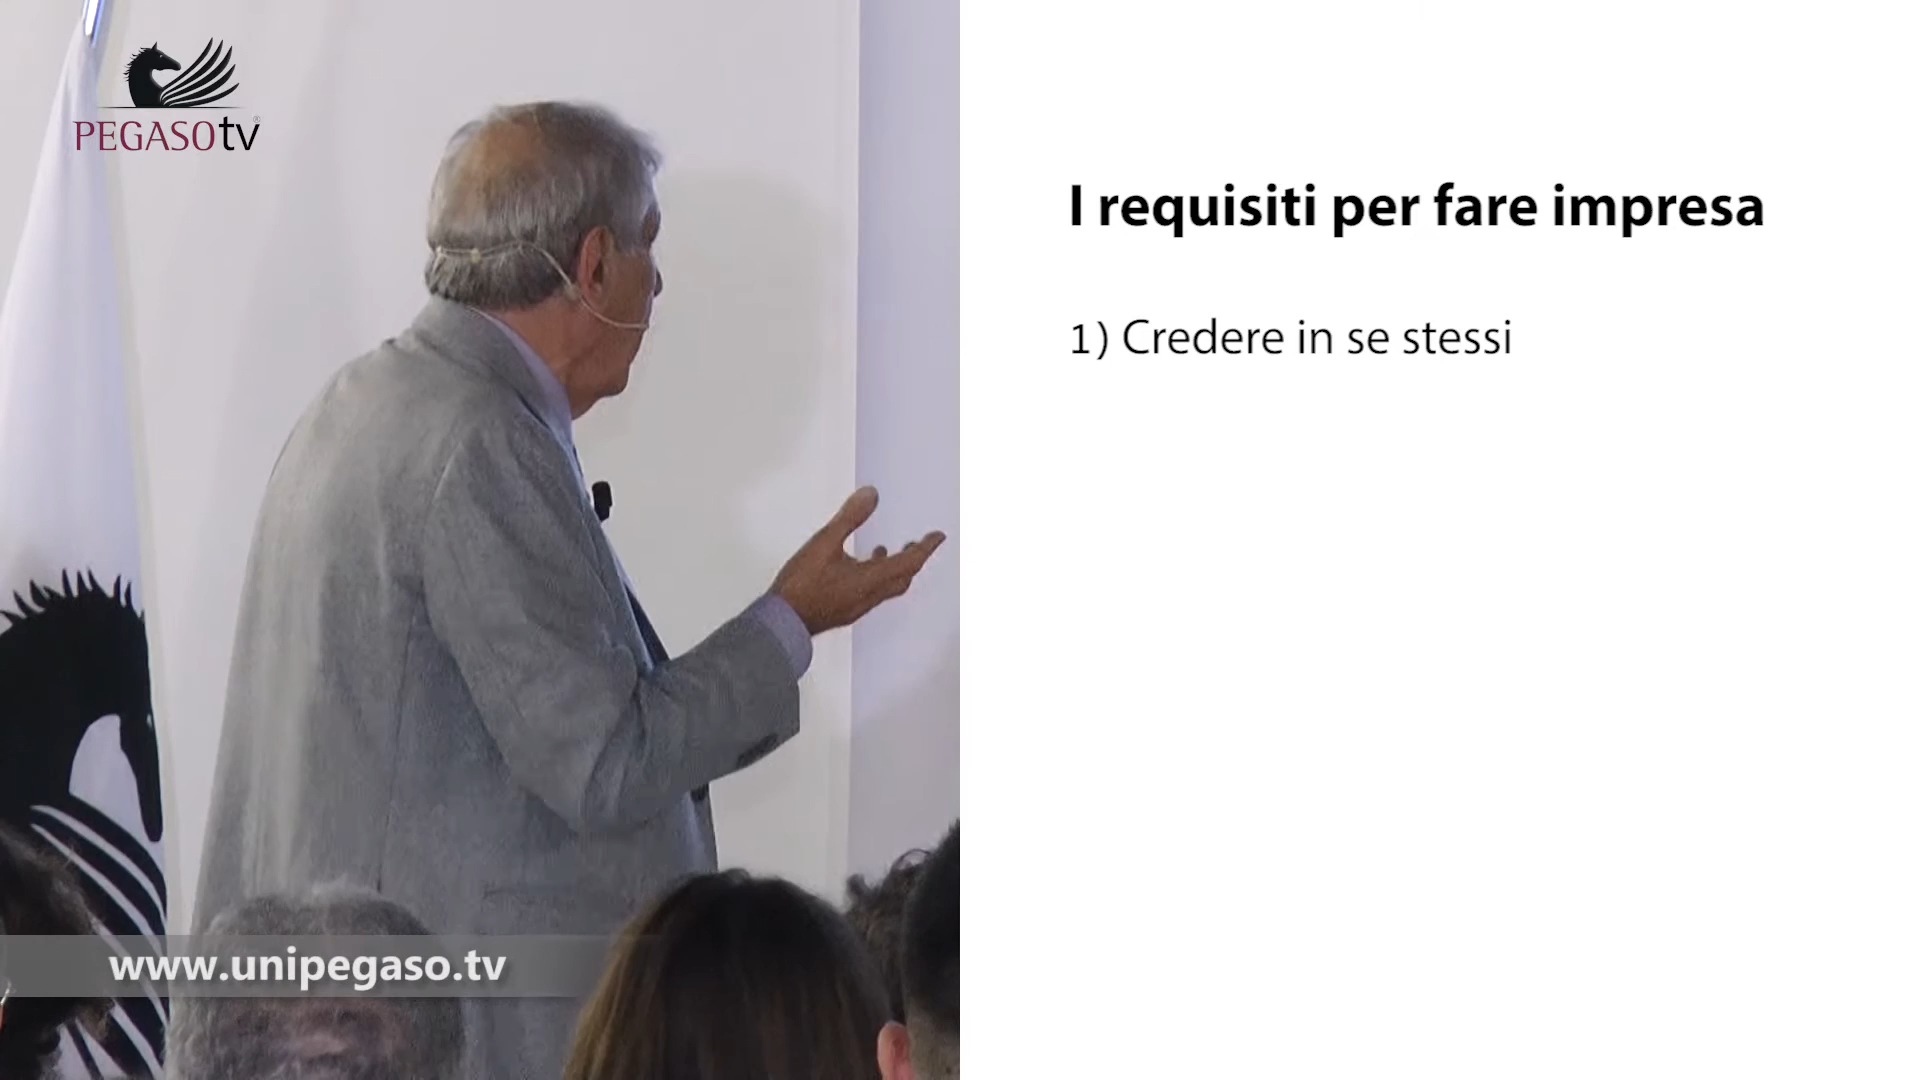 PEGASOtv
I requisiti per fare impresa
1) Credere in se stessi
www.unipegaso.tv